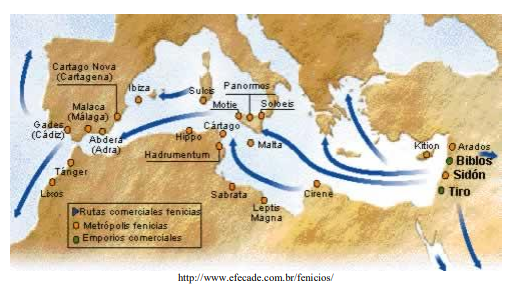 Cartago Nova
(Cartagena)
Ibiza
Sulcis
Panormos
Motie
Soloeis
Malaca
(Málaga)
Gades
(Cádiz)
Abdera
(Adra)
Hippo
Cártago
Hadrumentum
Malta
Kition
Arados
Biblos
Sidón
Tiro
Tánger
Lixos
Sabrata
Leptis
Magna
Cirene
Rutas comerciales fenicias
Metrópolis fenicias
Emporios comerciales
http://www.efecade.com.br/fenicios/